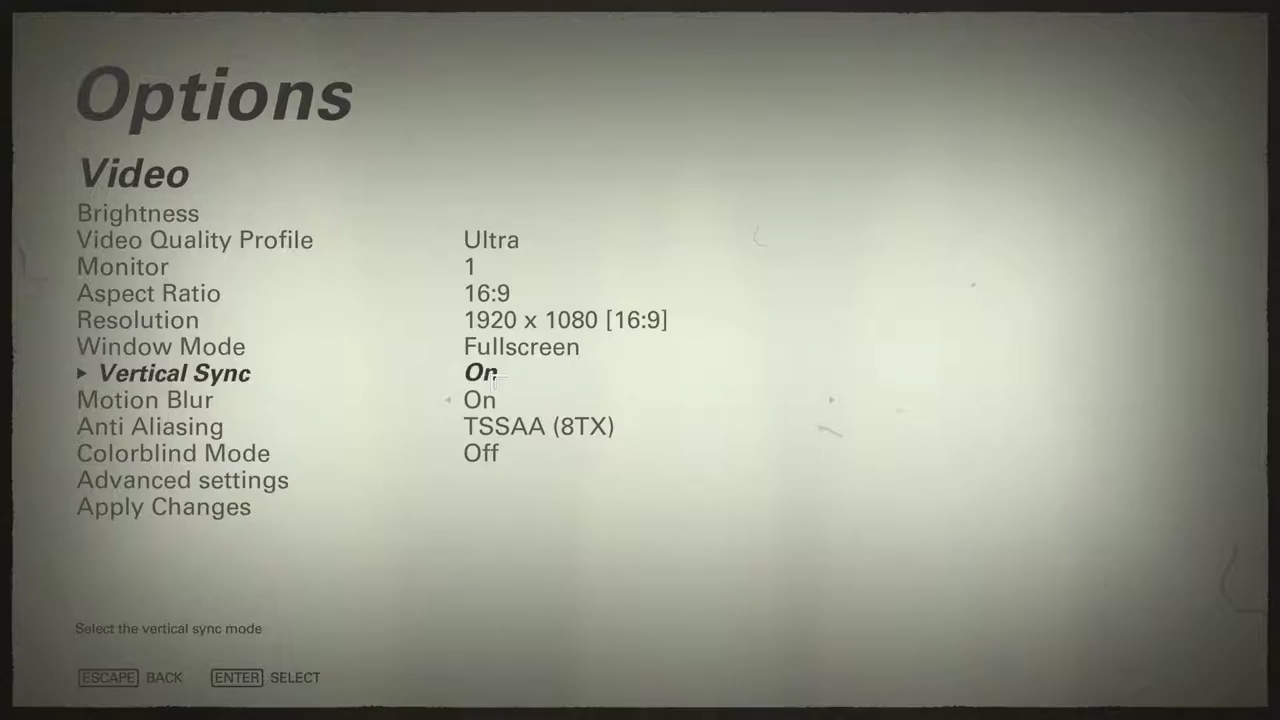 Options
Video
Brightness
Video Quality Profile Ultra
Monitor 1
Aspect Ratio 16:9
Resolution 1920 x 1080 [16:9]
Window Mode Fullscreen
Vertical Sync On
Motion Blur On
Anti Aliasing TSSAA (8TX)
Colorblind Mode Off
Advanced settings
Apply Changes
Select the vertical sync mode
ESCAPE BACK ENTER SELECT